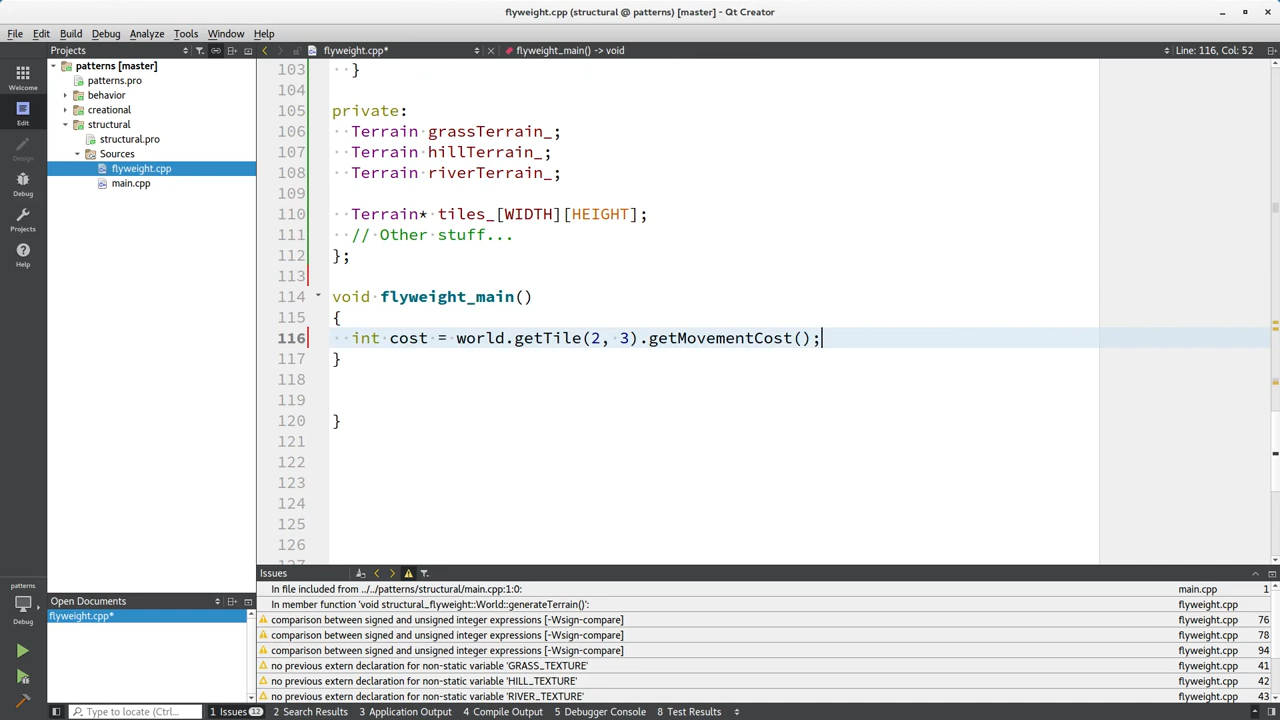 flyweight.cpp (structural @ patterns) [master] - Qt Creator
File Edit Build Debug Analyze Tools Window Help
Projects flyweight.cpp* flyweight_main() -> void Line: 116, Col: 52
Welcome
Edit
Design
Debug
Projects
Help
patterns
Debug
patterns [master]
patterns.pro
behavior
creational
structural
structural.pro
Sources
flyweight.cpp
main.cpp
Open Documents
flyweight.cpp*
103 }
104
105 private:
106 Terrain grassTerrain_;
107 Terrain hillTerrain_;
108 Terrain riverTerrain_;
109
110 Terrain* tiles_[WIDTH][HEIGHT];
111 // Other stuff...
112 };
113
114 void flyweight_main()
115 {
116 int cost = world.getTile(2, 3).getMovementCost();
117 }
118
119
120 }
121
122
123
124
125
126
Issues
In file included from ../../patterns/structural/main.cpp:1:0: main.cpp 1
In member function 'void structural_flyweight::World::generateTerrain()': flyweight.cpp
comparison between signed and unsigned integer expressions [-Wsign-compare] flyweight.cpp 76
comparison between signed and unsigned integer expressions [-Wsign-compare] flyweight.cpp 78
comparison between signed and unsigned integer expressions [-Wsign-compare] flyweight.cpp 94
no previous extern declaration for non-static variable 'GRASS_TEXTURE' flyweight.cpp 41
no previous extern declaration for non-static variable 'HILL_TEXTURE' flyweight.cpp 42
no previous extern declaration for non-static variable 'RIVER_TEXTURE' flyweight.cpp 43
Type to locate (Ctrl... 1 Issues 12 2 Search Results 3 Application Output 4 Compile Output 5 Debugger Console 8 Test Results